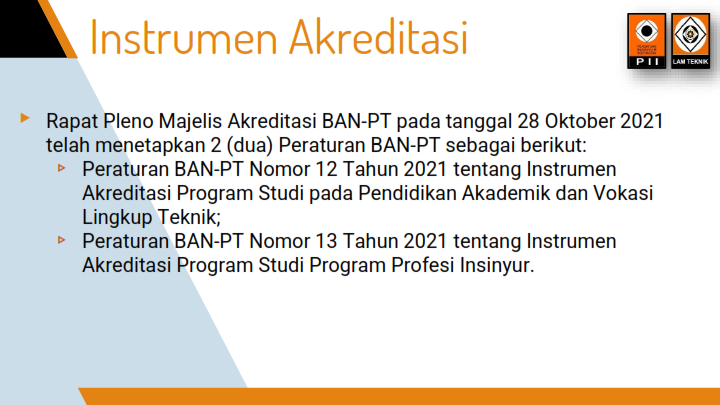 Instrumen Akreditasi
PII
LAM TEKNIK
Rapat Pleno Majelis Akreditasi BAN-PT pada tanggal 28 Oktober 2021
telah menetapkan 2 (dua) Peraturan BAN-PT sebagai berikut:
Peraturan BAN-PT Nomor 12 Tahun 2021 tentang Instrumen
Akreditasi Program Studi pada Pendidikan Akademik dan Vokasi
Lingkup Teknik;
Peraturan BAN-PT Nomor 13 Tahun 2021 tentang Instrumen
Akreditasi Program Studi Program Profesi Insinyur.